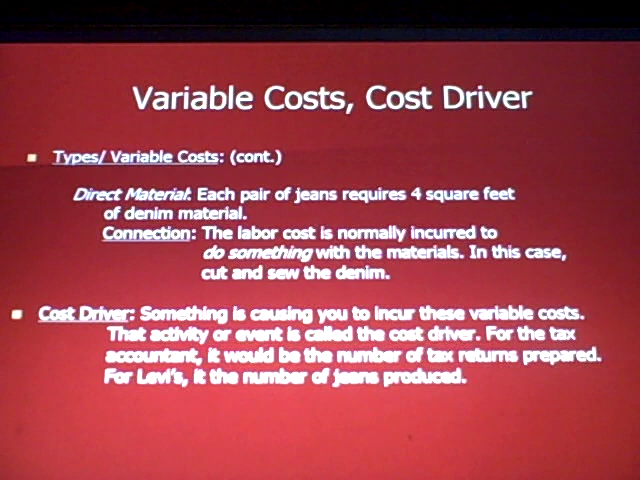 Variable Costs, Cost Driver
Types/ Variable Costs: (cont.)
Direct Material: Each pair of jeans requires 4 square feet
of denim material.
Connection: The labor cost is normally incurred to
do something with the materials. In this case,
cut and sew the denim.
Cost Driver: Something is causing you to incur these variable costs.
That activity or event is called the cost driver. For the tax
accountant, it would be the number of tax returns prepared.
For Levi's, it the number of jeans produced.